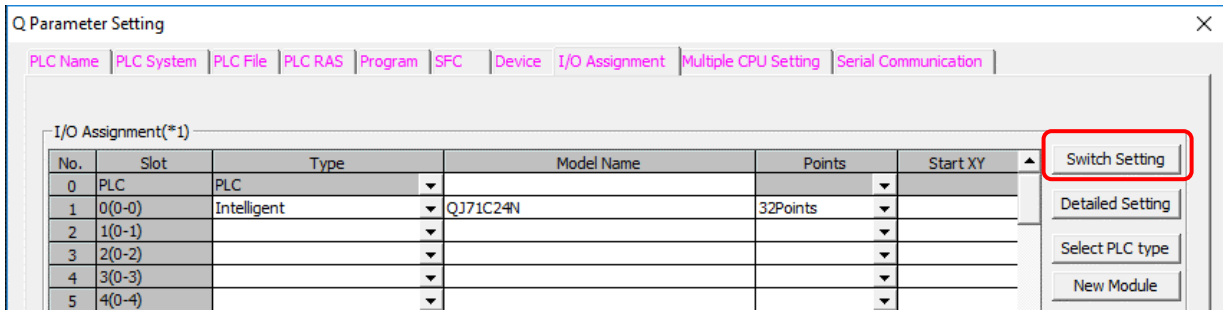 Q Parameter Setting
PLC Name PLC System PLC File PLC RAS Program SFC Device I/O Assignment Multiple CPU Setting Serial Communication
I/O Assignment(*1)
No. Slot Type Model Name Points Start XY
Switch Setting
0 PLC PLC
1 0(0-0) Intelligent QJ71C24N 32Points
Detailed Setting
2 1(0-1)
3 2(0-2)
Select PLC type
4 3(0-3)
New Module
5 4(0-4)